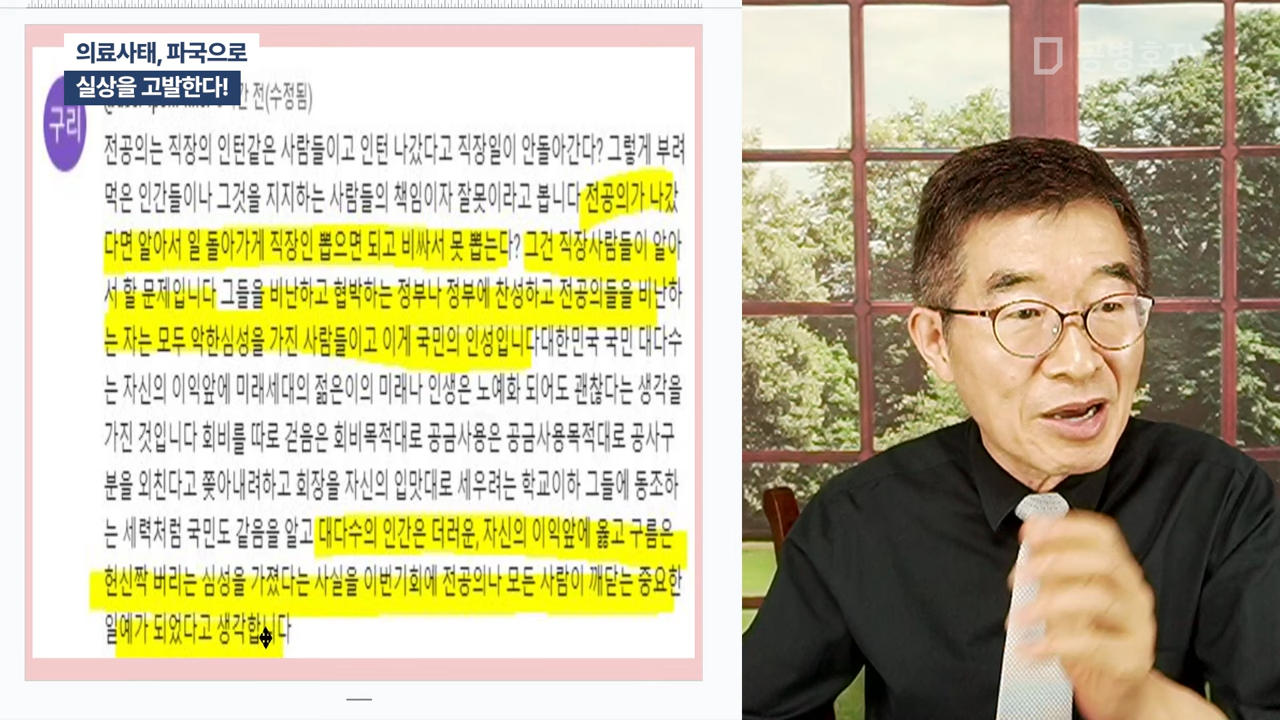 의료사태, 파국으로
실상을 고발한다!
구리
전(수정됨)
전공의는 직장의 인턴같은 사람들이고 인턴 나갔다고 직장일이 안돌아간다? 그렇게 부려
먹은 인간들이나 그것을 지지하는 사람들의 책임이자 잘못이라고 봅니다 전공의가 나갔
다면 알아서 일 돌아가게 직장인 뽑으면 되고 비싸서 못 뽑는다? 그건 직장사람들이 알아
서 할 문제입니다 그들을 비난하고 협박하는 정부나 정부에 찬성하고 전공의들을 비난하
는 자는 모두 악한심성을 가진 사람들이고 이게 국민의 인성입니다대한민국 국민 대다수
는 자신의 이익앞에 미래세대의 젊은이의 미래나 인생은 노예화 되어도 괜찮다는 생각을
가진 것입니다 회비를 따로 걷음은 회비목적대로 공금사용은 공금사용목적대로 공사구
분을 외친다고 쫓아내려하고 회장을 자신의 입맛대로 세우려는 학교이하 그들에 동조하
는 세력처럼 국민도 같음을 알고 대다수의 인간은 더러운, 자신의 이익앞에 옳고 구름은
헌신짝 버리는 심성을 가졌다는 사실을 이번기회에 전공의나 모든 사람이 깨닫는 중요한
일예가 되었다고 생각합니다
공병호TV